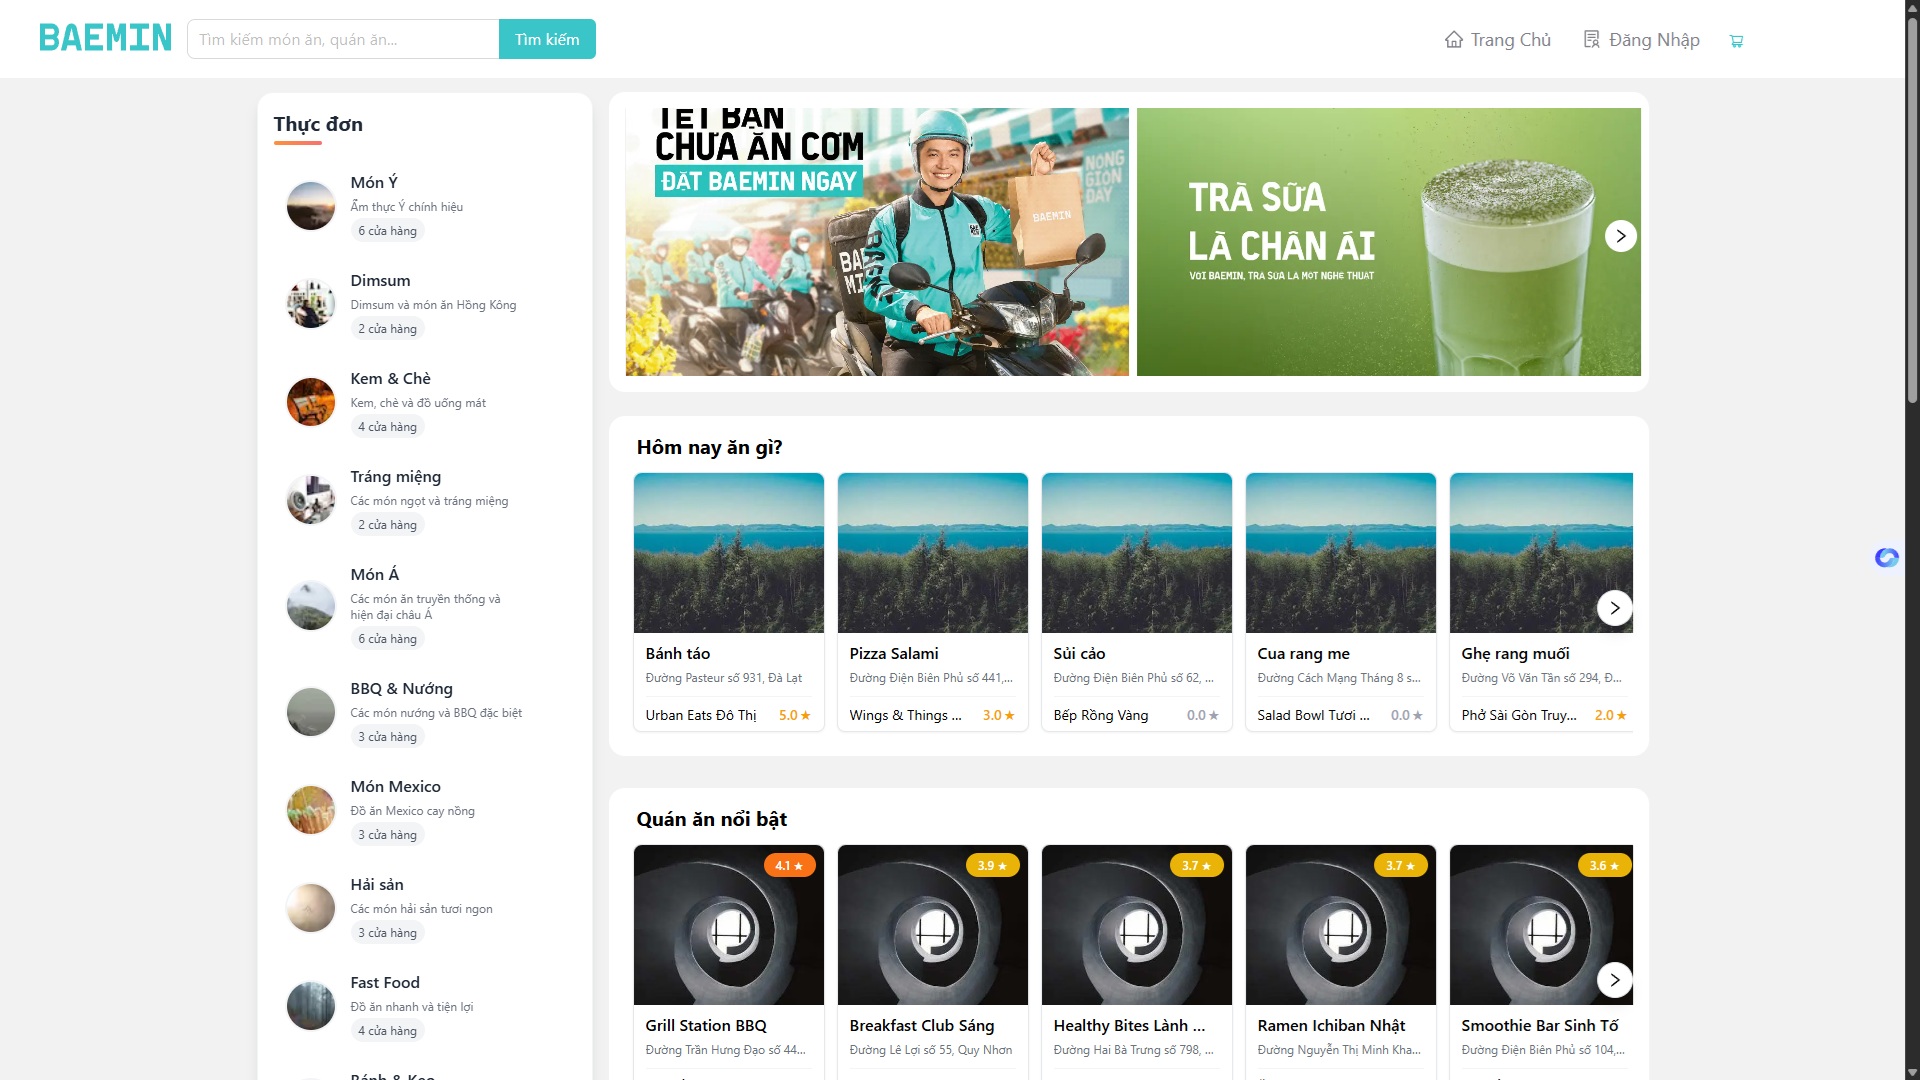 BAEMIN
Tìm kiếm món ăn, quán ăn...
Tìm kiếm
Trang Chủ
Đăng Nhập
Thực đơn
Món Ý
Ẩm thực Ý chính hiệu
6 cửa hàng
Dimsum
Dimsum và món ăn Hồng Kông
2 cửa hàng
Kem & Chè
Kem, chè và đồ uống mát
4 cửa hàng
Tráng miệng
Các món ngọt và tráng miệng
2 cửa hàng
Món Á
Các món ăn truyền thống và
hiện đại châu Á
6 cửa hàng
BBQ & Nướng
Các món nướng và BBQ đặc biệt
3 cửa hàng
Món Mexico
Đồ ăn Mexico cay nồng
3 cửa hàng
Hải sản
Các món hải sản tươi ngon
3 cửa hàng
Fast Food
Đồ ăn nhanh và tiện lợi
4 cửa hàng
Bánh & Kẹo
TẾT BẬN
CHƯA ĂN CƠM
ĐẶT BAEMIN NGAY
NÓNG
GIÒN
ĐÂY
BAEMIN
BAE
MI
TRÀ SỮA
LÀ CHÂN ÁI
VỚI BAEMIN, TRÀ SỮA LÀ MỘT NGHỆ THUẬT
Hôm nay ăn gì?
Bánh táo
Đường Pasteur số 931, Đà Lạt
Urban Eats Đô Thị
5.0 ★
Pizza Salami
Đường Điện Biên Phủ số 441,...
Wings & Things ...
3.0 ★
Sủi cảo
Đường Điện Biên Phủ số 62, ...
Bếp Rồng Vàng
0.0 ★
Cua rang me
Đường Cách Mạng Tháng 8 s...
Salad Bowl Tươi ...
0.0 ★
Ghẹ rang muối
Đường Võ Văn Tần số 294, Đ...
Phở Sài Gòn Truy...
2.0 ★
Quán ăn nổi bật
4.1 ★
Grill Station BBQ
Đường Trần Hưng Đạo số 44...
3.9 ★
Breakfast Club Sáng
Đường Lê Lợi số 55, Quy Nhơn
3.7 ★
Healthy Bites Lành ...
Đường Hai Bà Trưng số 798, ...
3.7 ★
Ramen Ichiban Nhật
Đường Nguyễn Thị Minh Kha...
3.6 ★
Smoothie Bar Sinh Tố
Đường Điện Biên Phủ số 104,...